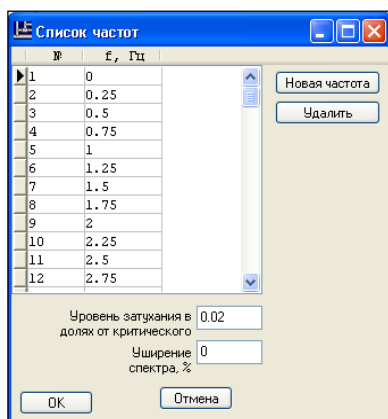 Список частот
№ f, Гц
1 0
2 0.25
3 0.5
4 0.75
5 1
6 1.25
7 1.5
8 1.75
9 2
10 2.25
11 2.5
12 2.75
Новая частота
Удалить
Уровень затухания в
долях от критического
0.02
Уширение
спектра, %
0
OK
Отмена